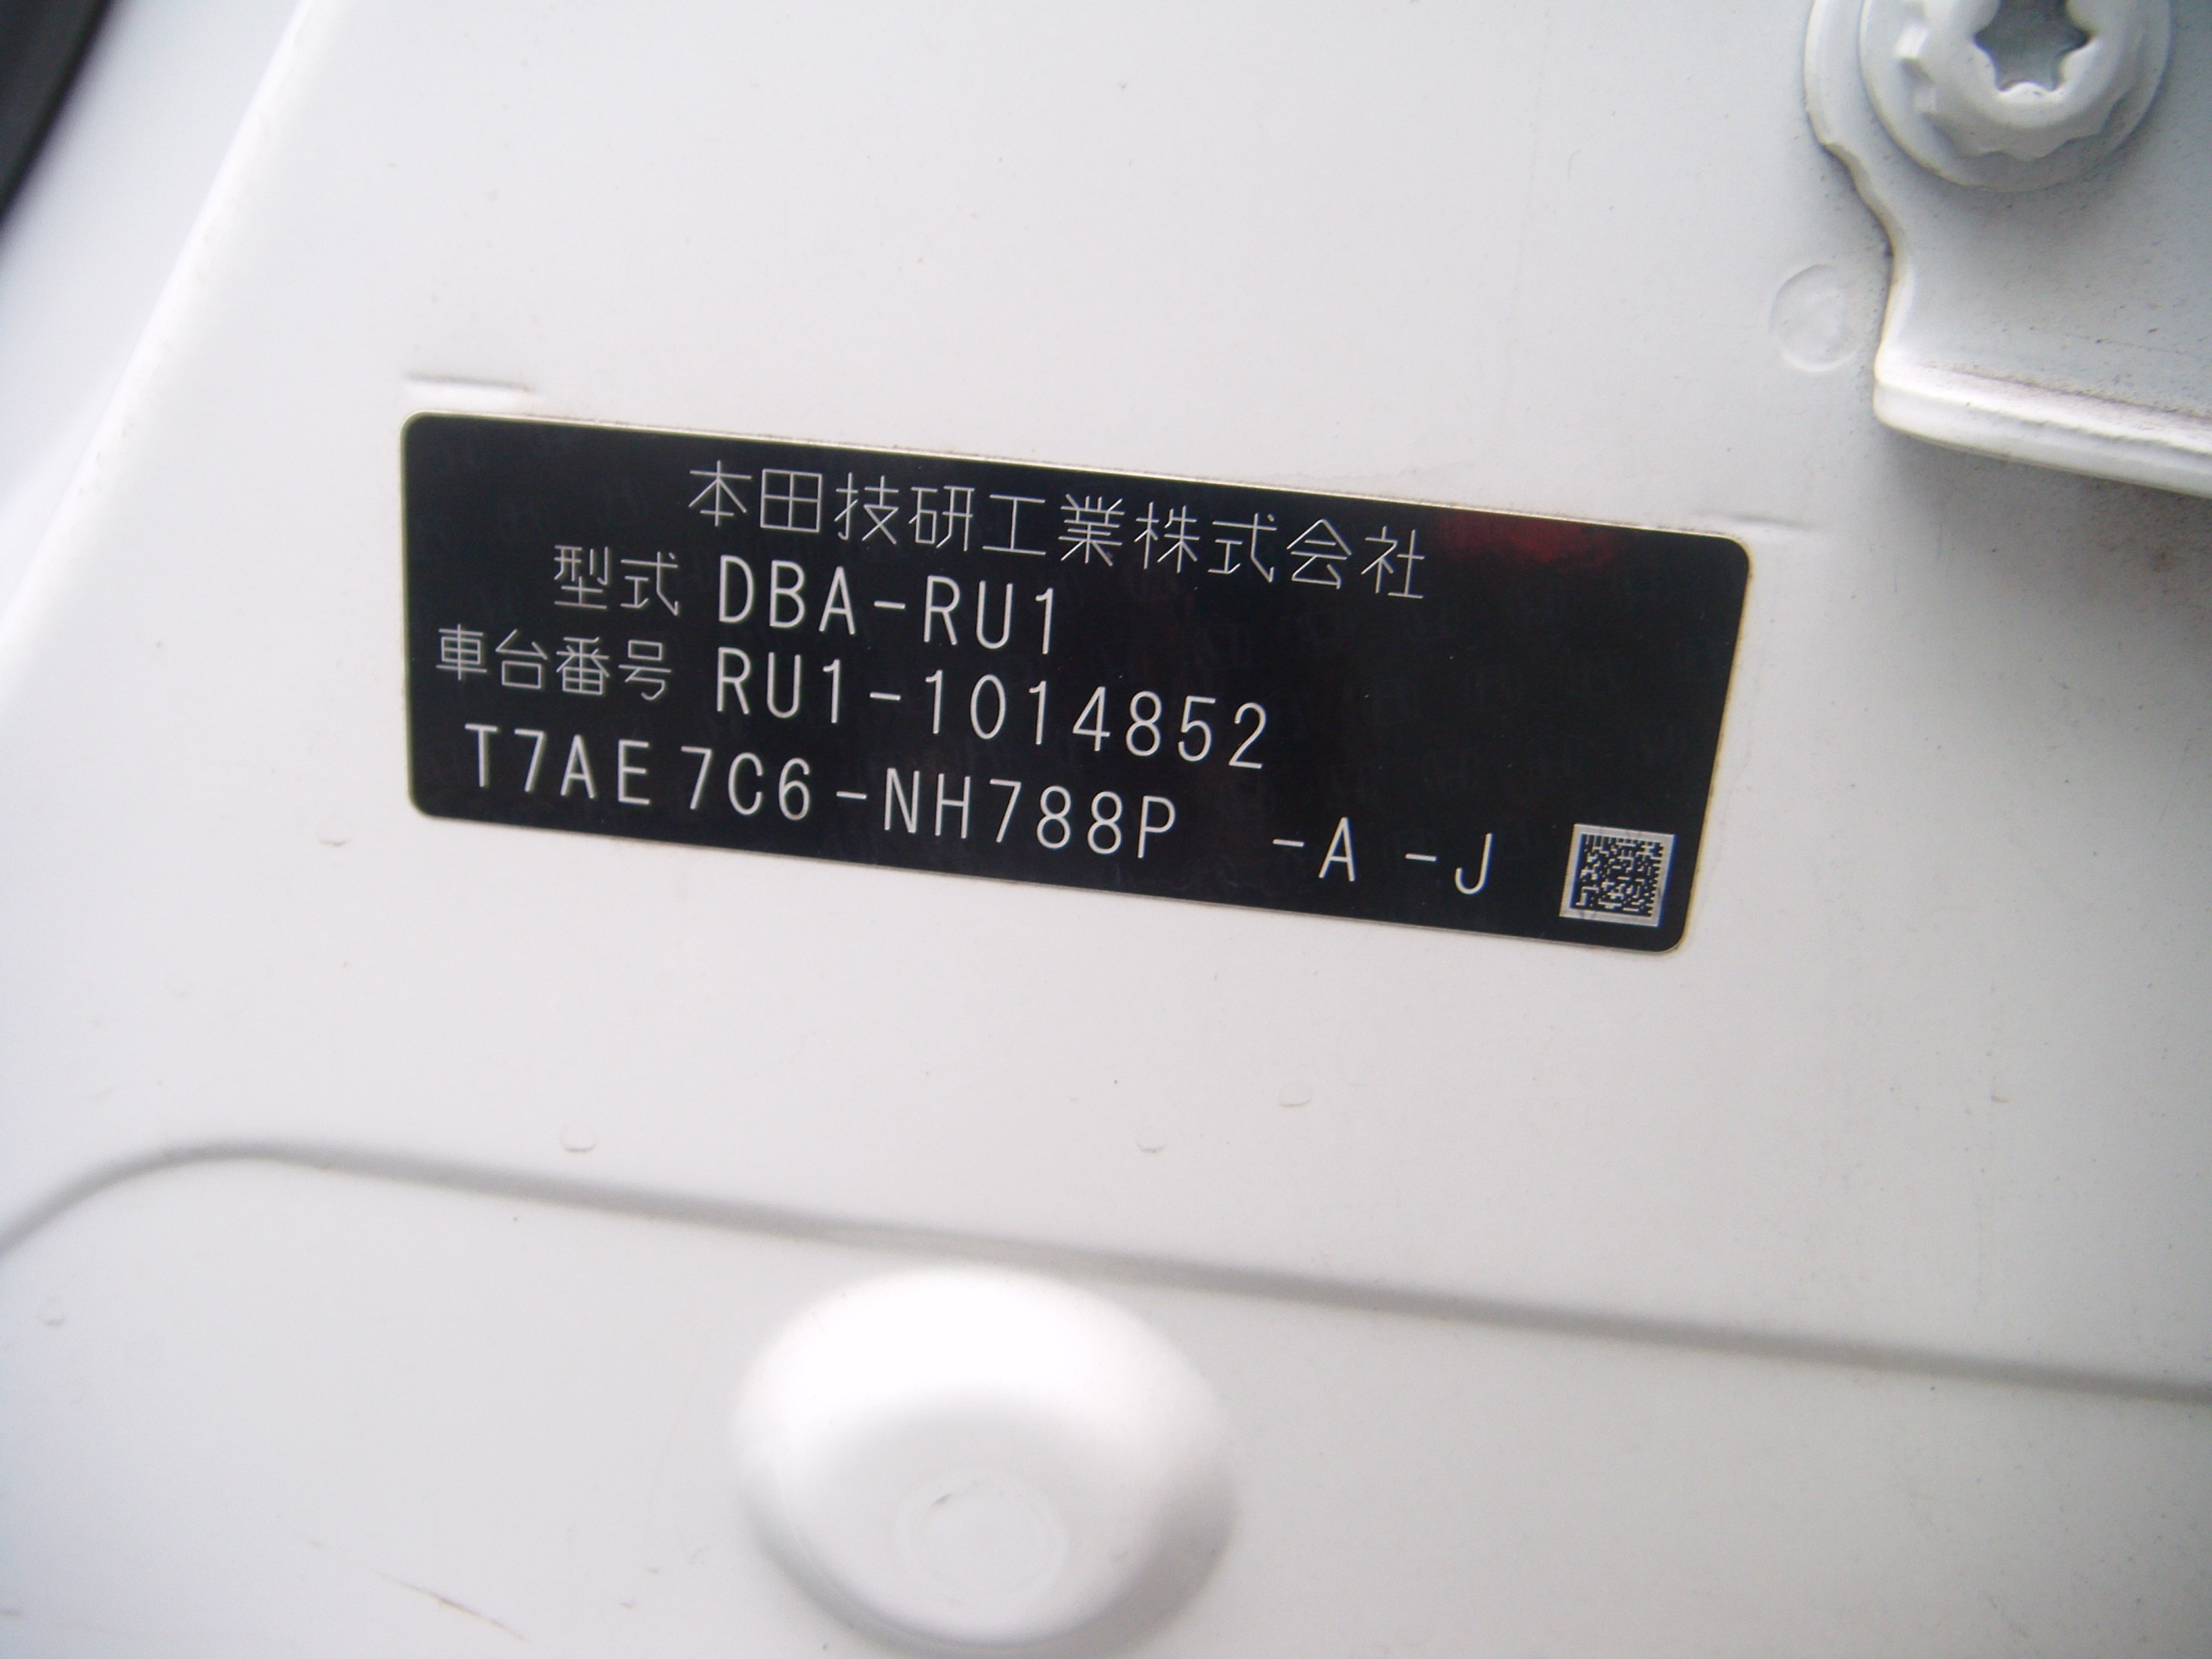 本田技研工業株式会社
型式 DBA-RU1
車台番号 RU1-1014852
T7AE7C6-NH788P -A -J